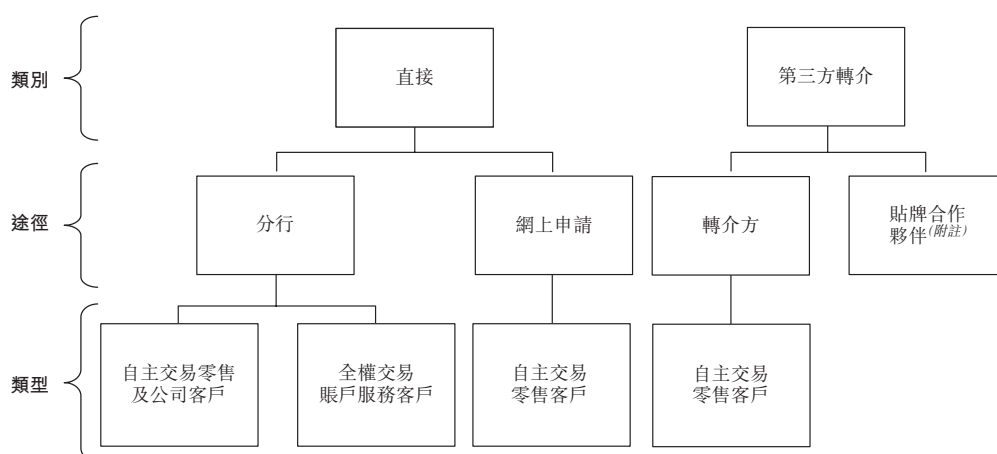 類別
直接
第三方轉介
途徑
分行
網上申請
轉介方
貼牌合作
夥伴(附註)
類型
自主交易零售
及公司客戶
全權交易
賬戶服務客戶
自主交易
零售客戶
自主交易
零售客戶